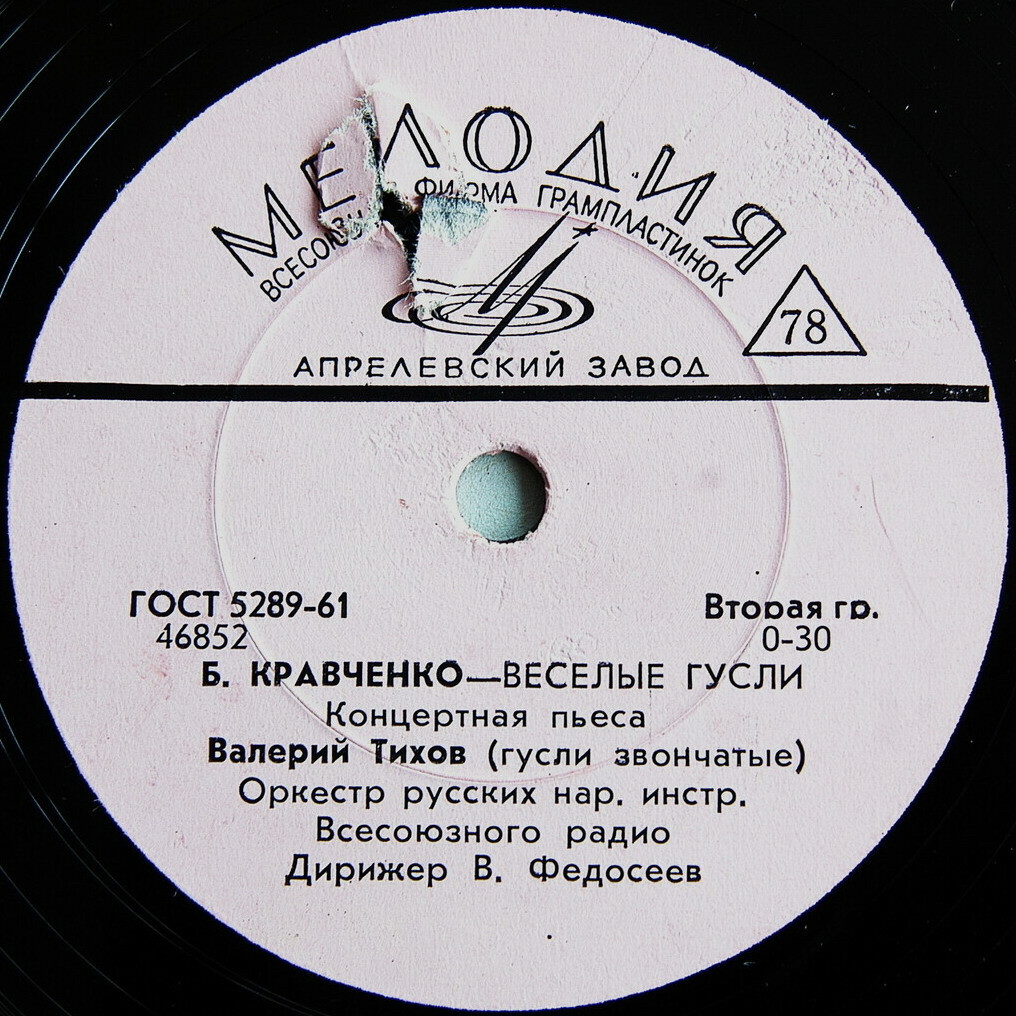 МЕЛОДИЯ
ФИРМА ГРАМПЛАСТИНОК
78
АПРЕЛЕВСКИЙ ЗАВОД
ГОСТ 5289-61
Вторая гр.
46852
0-30
Б. КРАВЧЕНКО—ВЕСЕЛЫЕ ГУСЛИ
Концертная пьеса
Валерий Тихов (гусли звончатые)
Оркестр русских нар. инстр.
Всесоюзного радио
Дирижер В. Федосеев